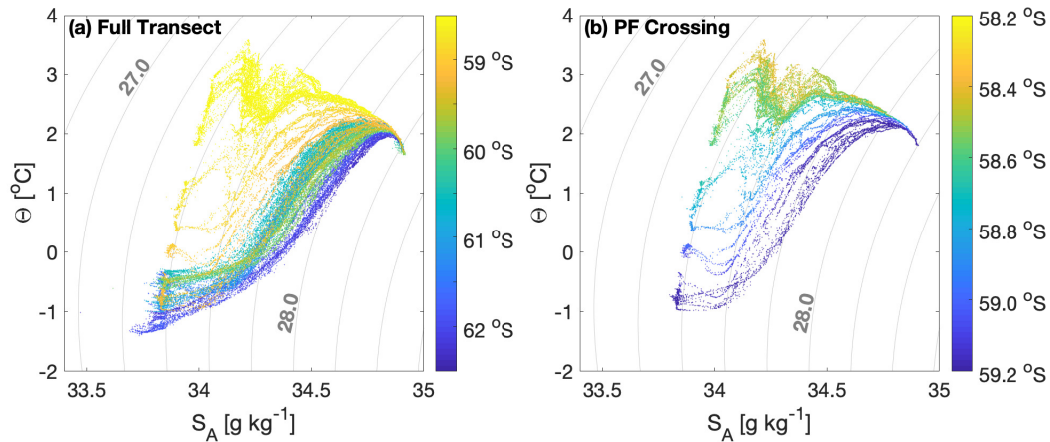 (a) Full Transect
4
3
2
1
0
-1
-2
Θ [°C]
27.0
28.0
33.5
34
34.5
35
S_A [g kg⁻¹]
59 °S
60 °S
61 °S
62 °S
(b) PF Crossing
4
3
2
1
0
-1
-2
Θ [°C]
27.0
28.0
33.5
34
34.5
35
S_A [g kg⁻¹]
58.2 °S
58.4 °S
58.6 °S
58.8 °S
59.0 °S
59.2 °S